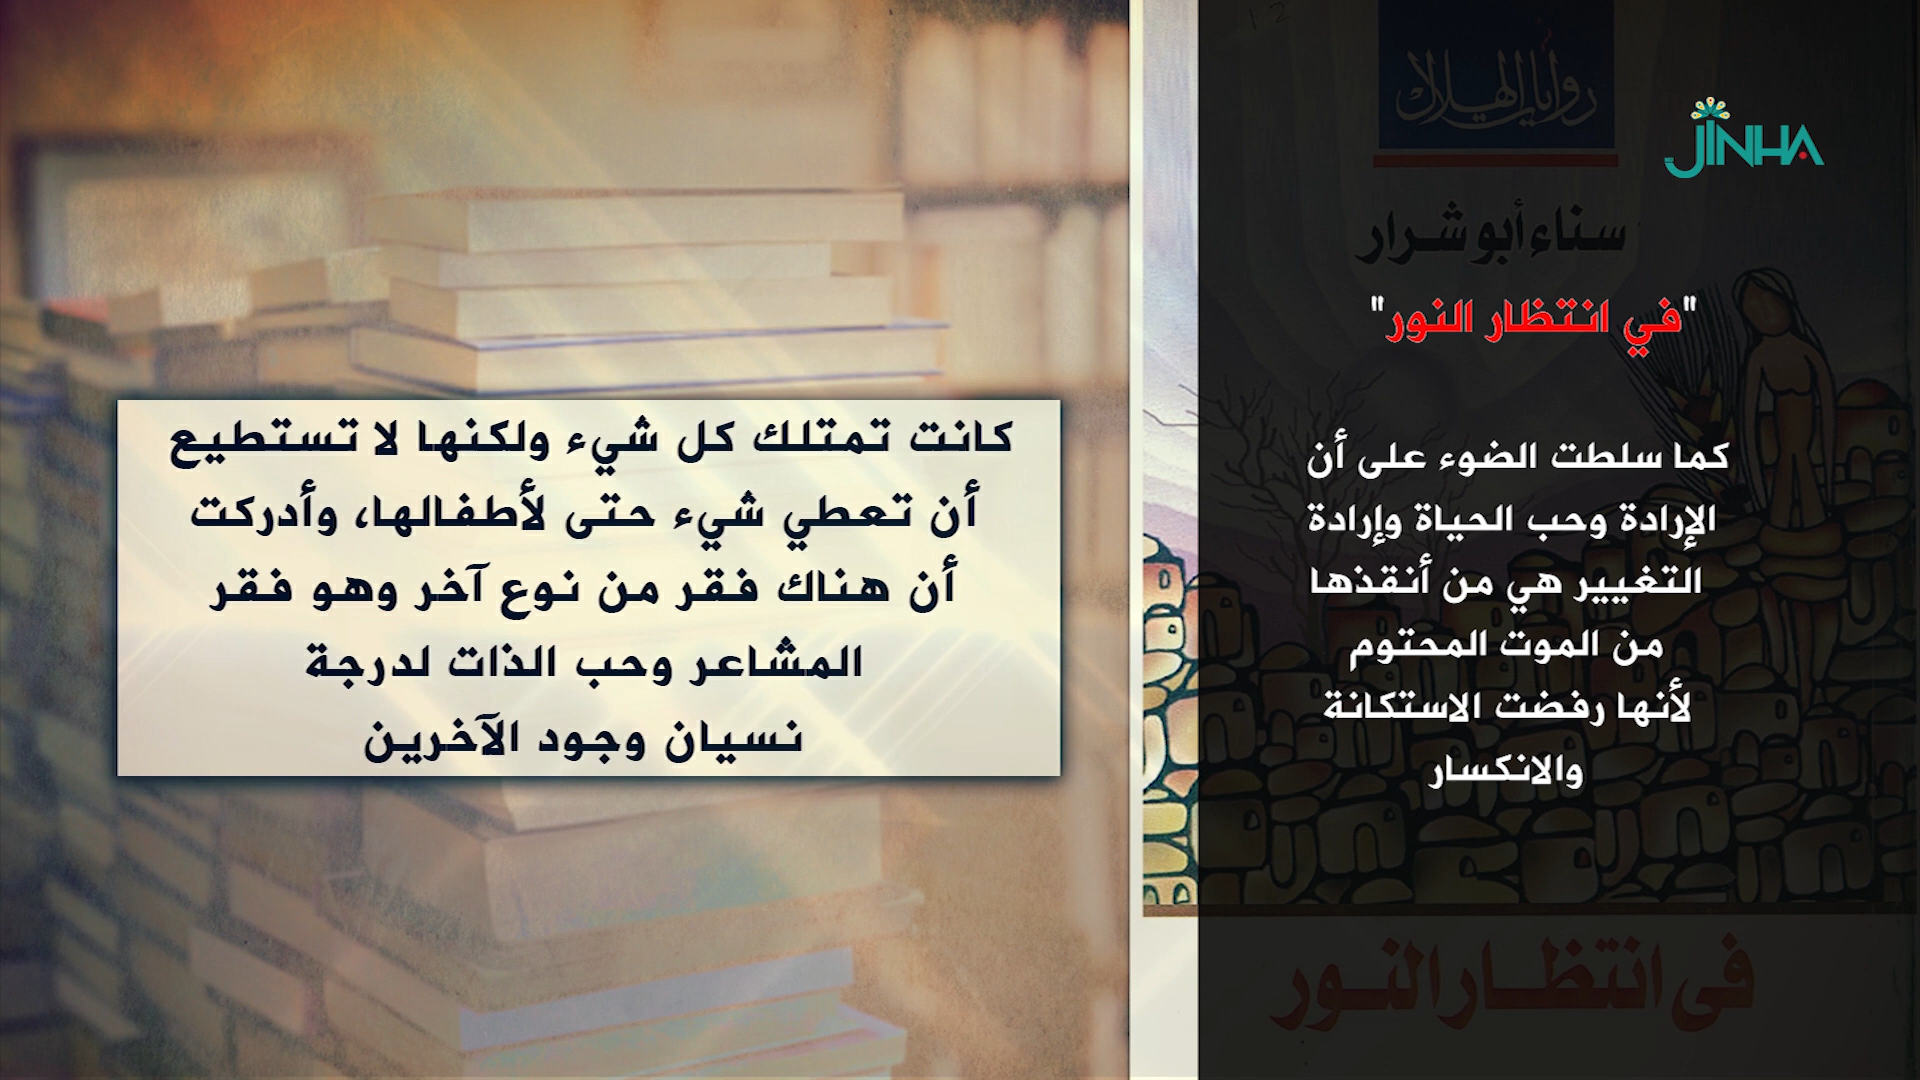 روايات الهلال
JINHA
سناء أبو شرار
"في انتظار النور"
كما سلطت الضوء على أن
الإرادة وحب الحياة وإرادة
التغيير هي من أنقذها
من الموت المحتوم
لأنها رفضت الاستكانة
والانكسار
في انتظار النور
كانت تمتلك كل شيء ولكنها لا تستطيع
أن تعطي شيء حتى لأطفالها، وأدركت
أن هناك فقر من نوع آخر وهو فقر
المشاعر وحب الذات لدرجة
نسيان وجود الآخرين